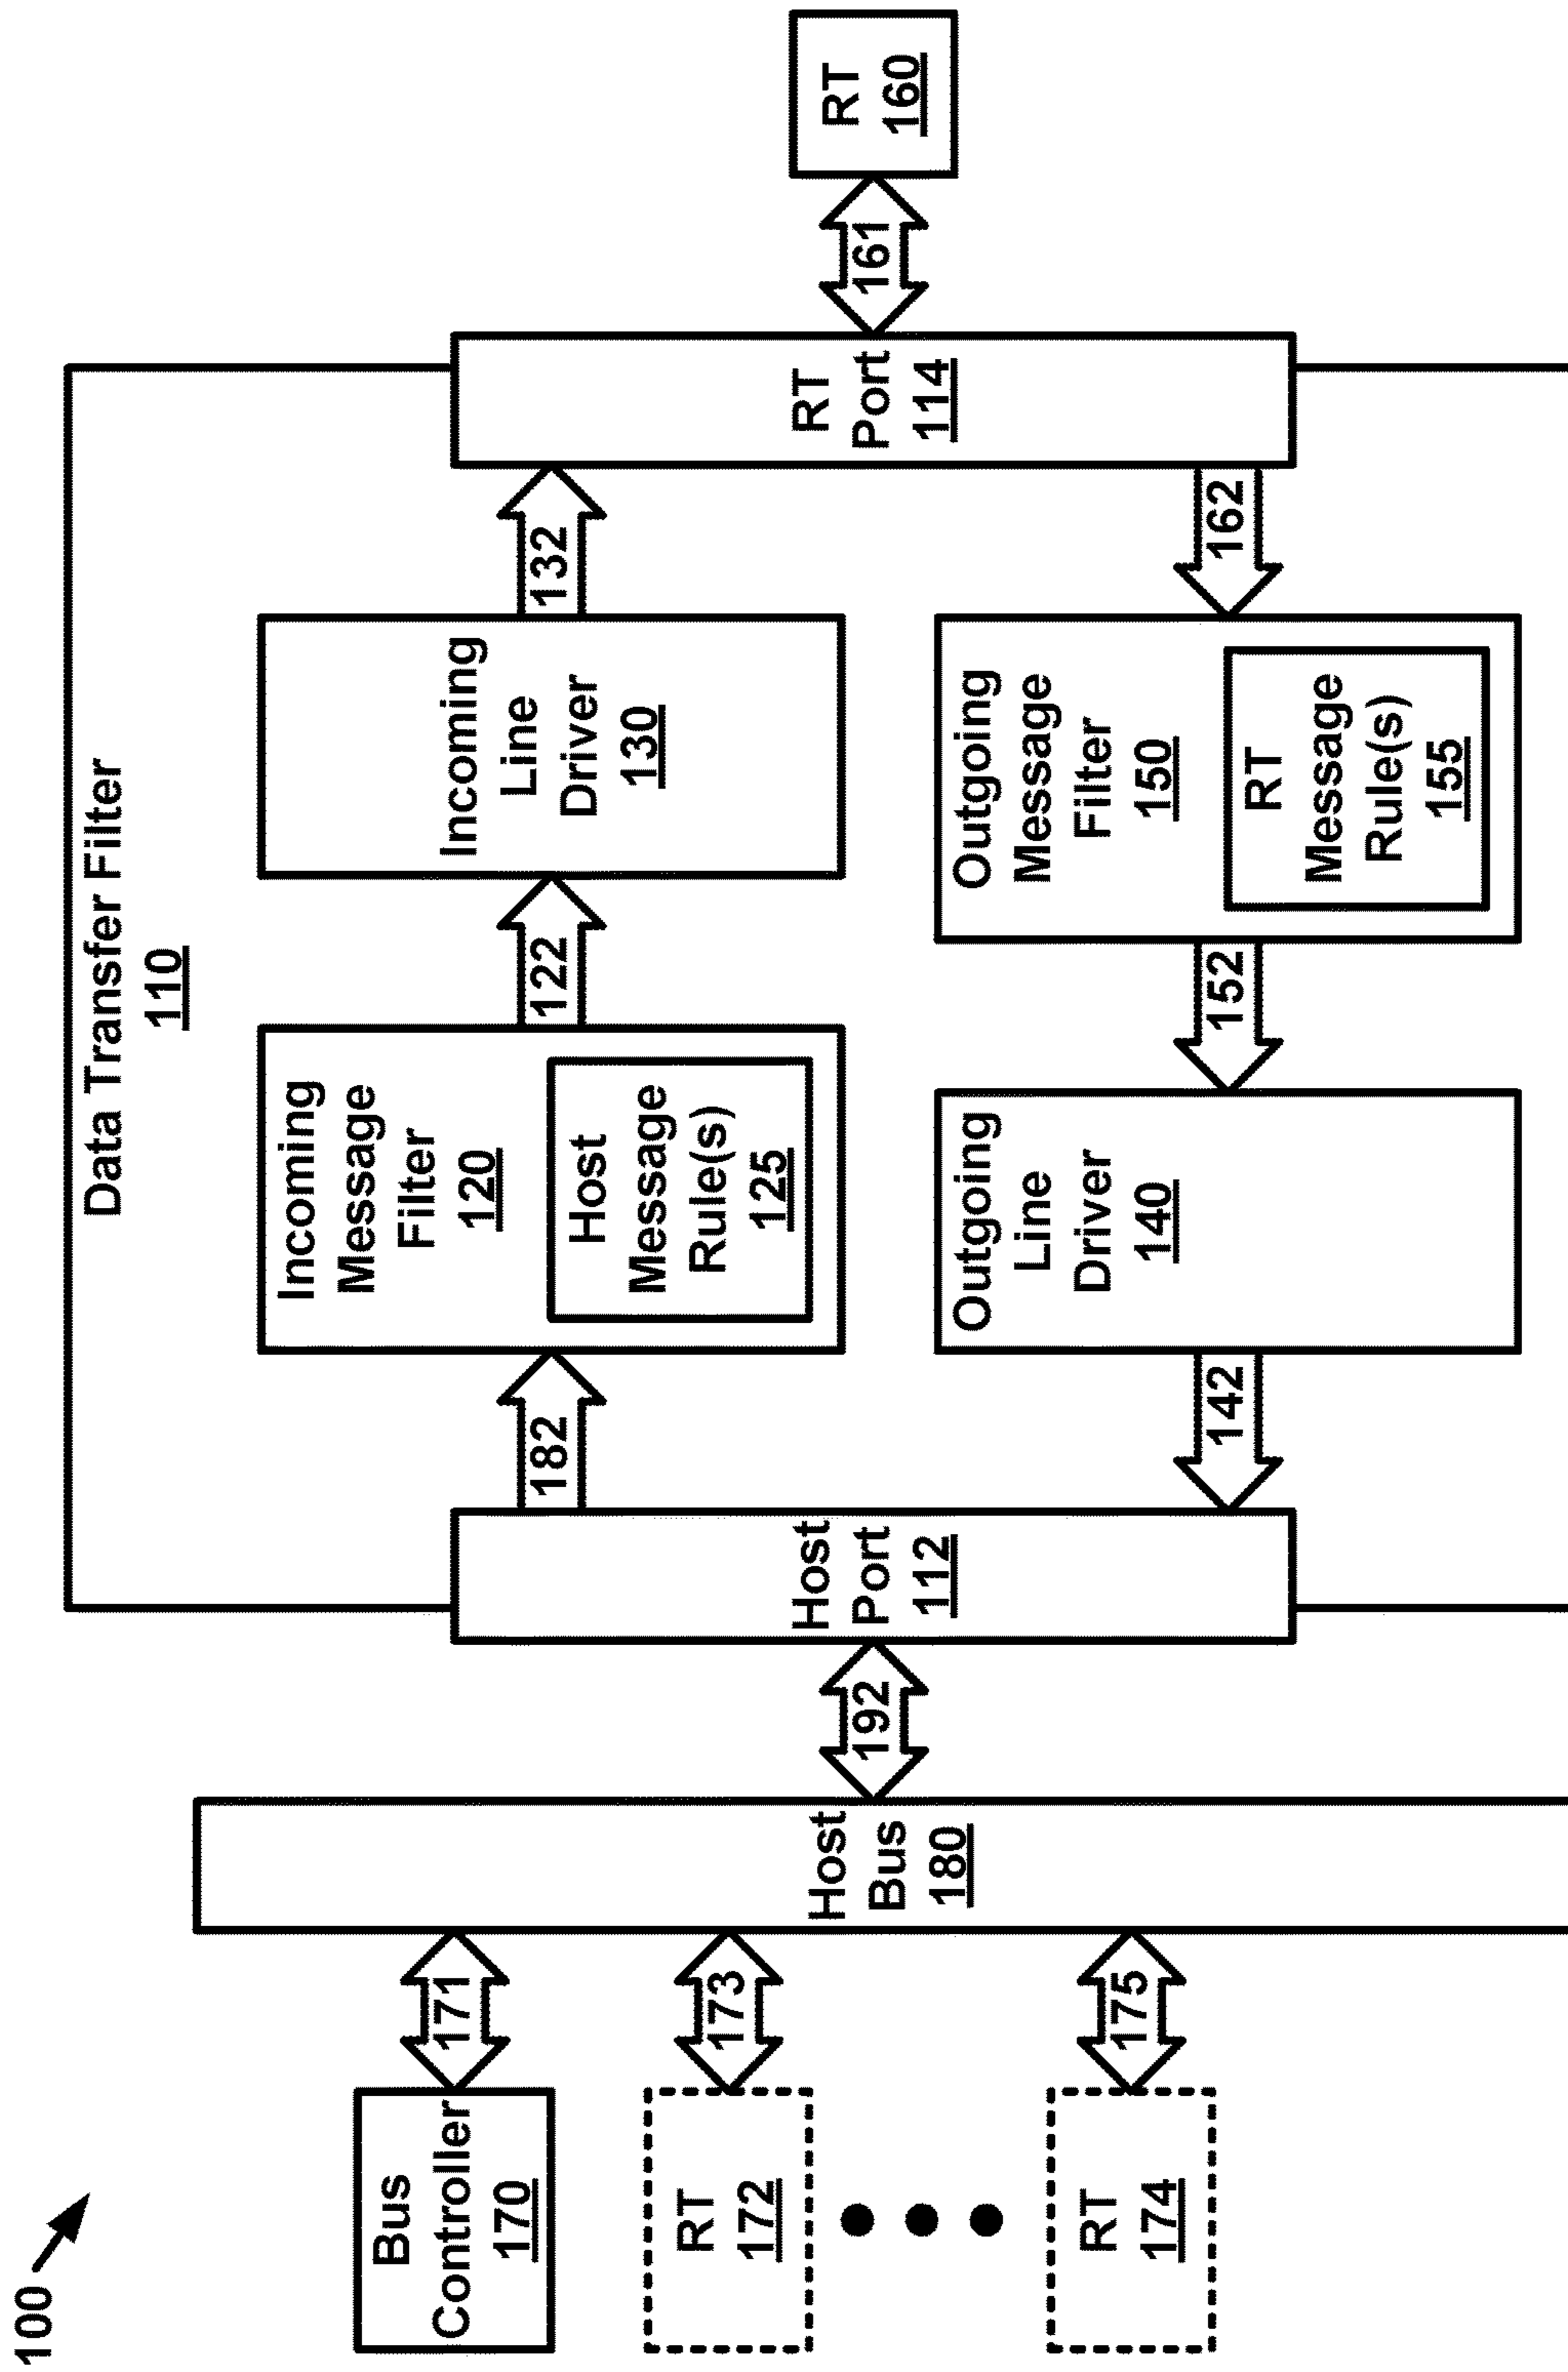 100
Data Transfer Filter
110
Bus
Controller
170
171
RT
172
173
RT
174
175
Host
Bus
180
192
Host
Port
112
182
Incoming
Message
Filter
120
Host
Message
Rule(s)
125
122
Incoming
Line
Driver
130
132
142
Outgoing
Line
Driver
140
152
Outgoing
Message
Filter
150
RT
Message
Rule(s)
155
162
RT
Port
114
161
RT
160